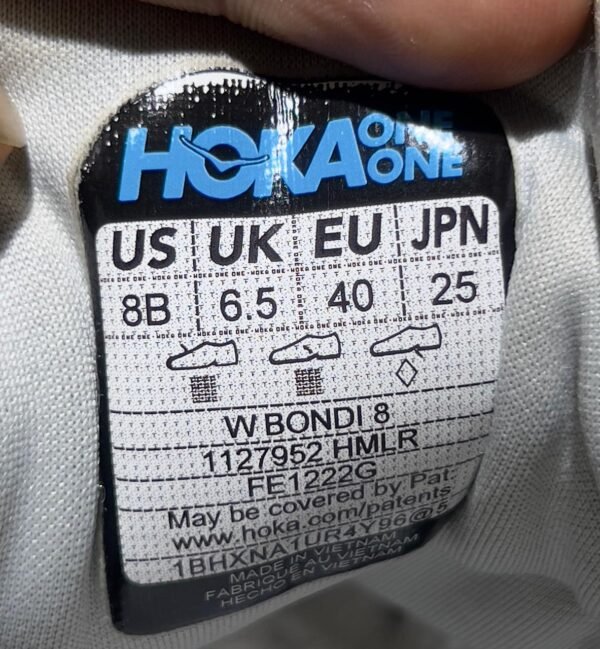 HOKA ONE ONE
US UK EU JPN
8B 6.5 40 25
W BONDI 8
1127952 HMLR
FE1222G
May be covered by Pat.
www.hoka.com/patents
1BHXNA1UR4Y96@5
MADE IN VIETNAM
FABRIQUE AU VIETNAM
HECHO EN VIETNAM